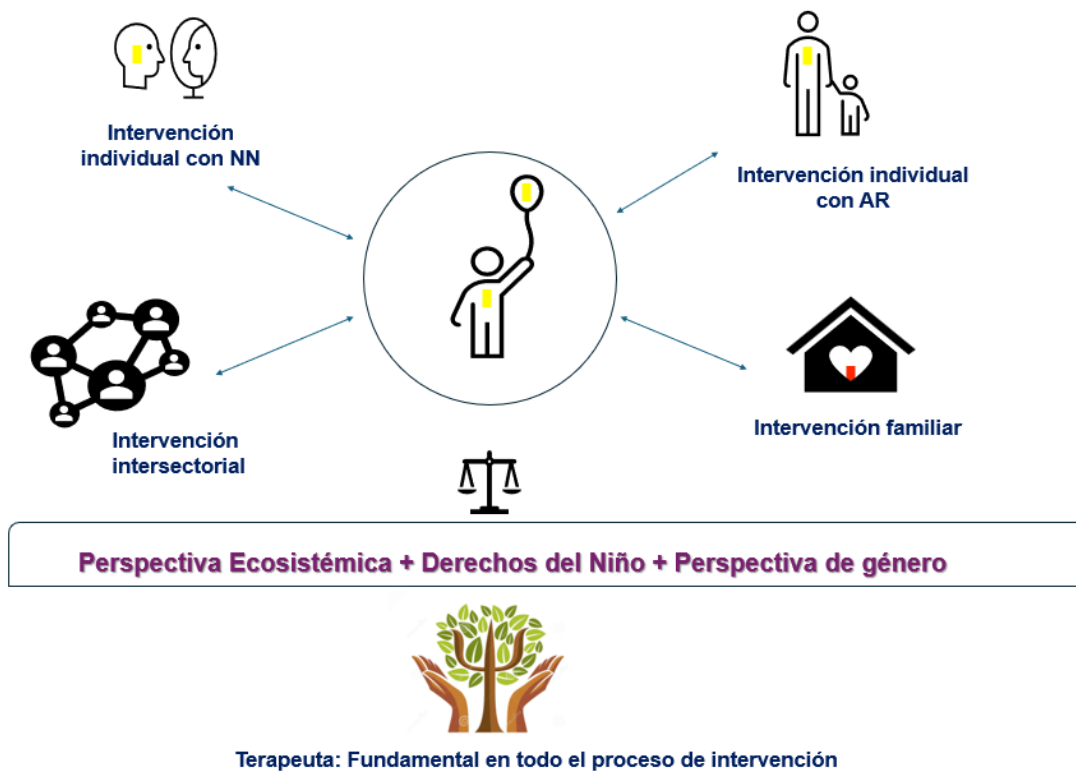 Intervención
individual con NN
Intervención individual
con AR
Intervención
intersectorial
Intervención familiar
Perspectiva Ecosistémica + Derechos del Niño + Perspectiva de género
Terapeuta: Fundamental en todo el proceso de intervención